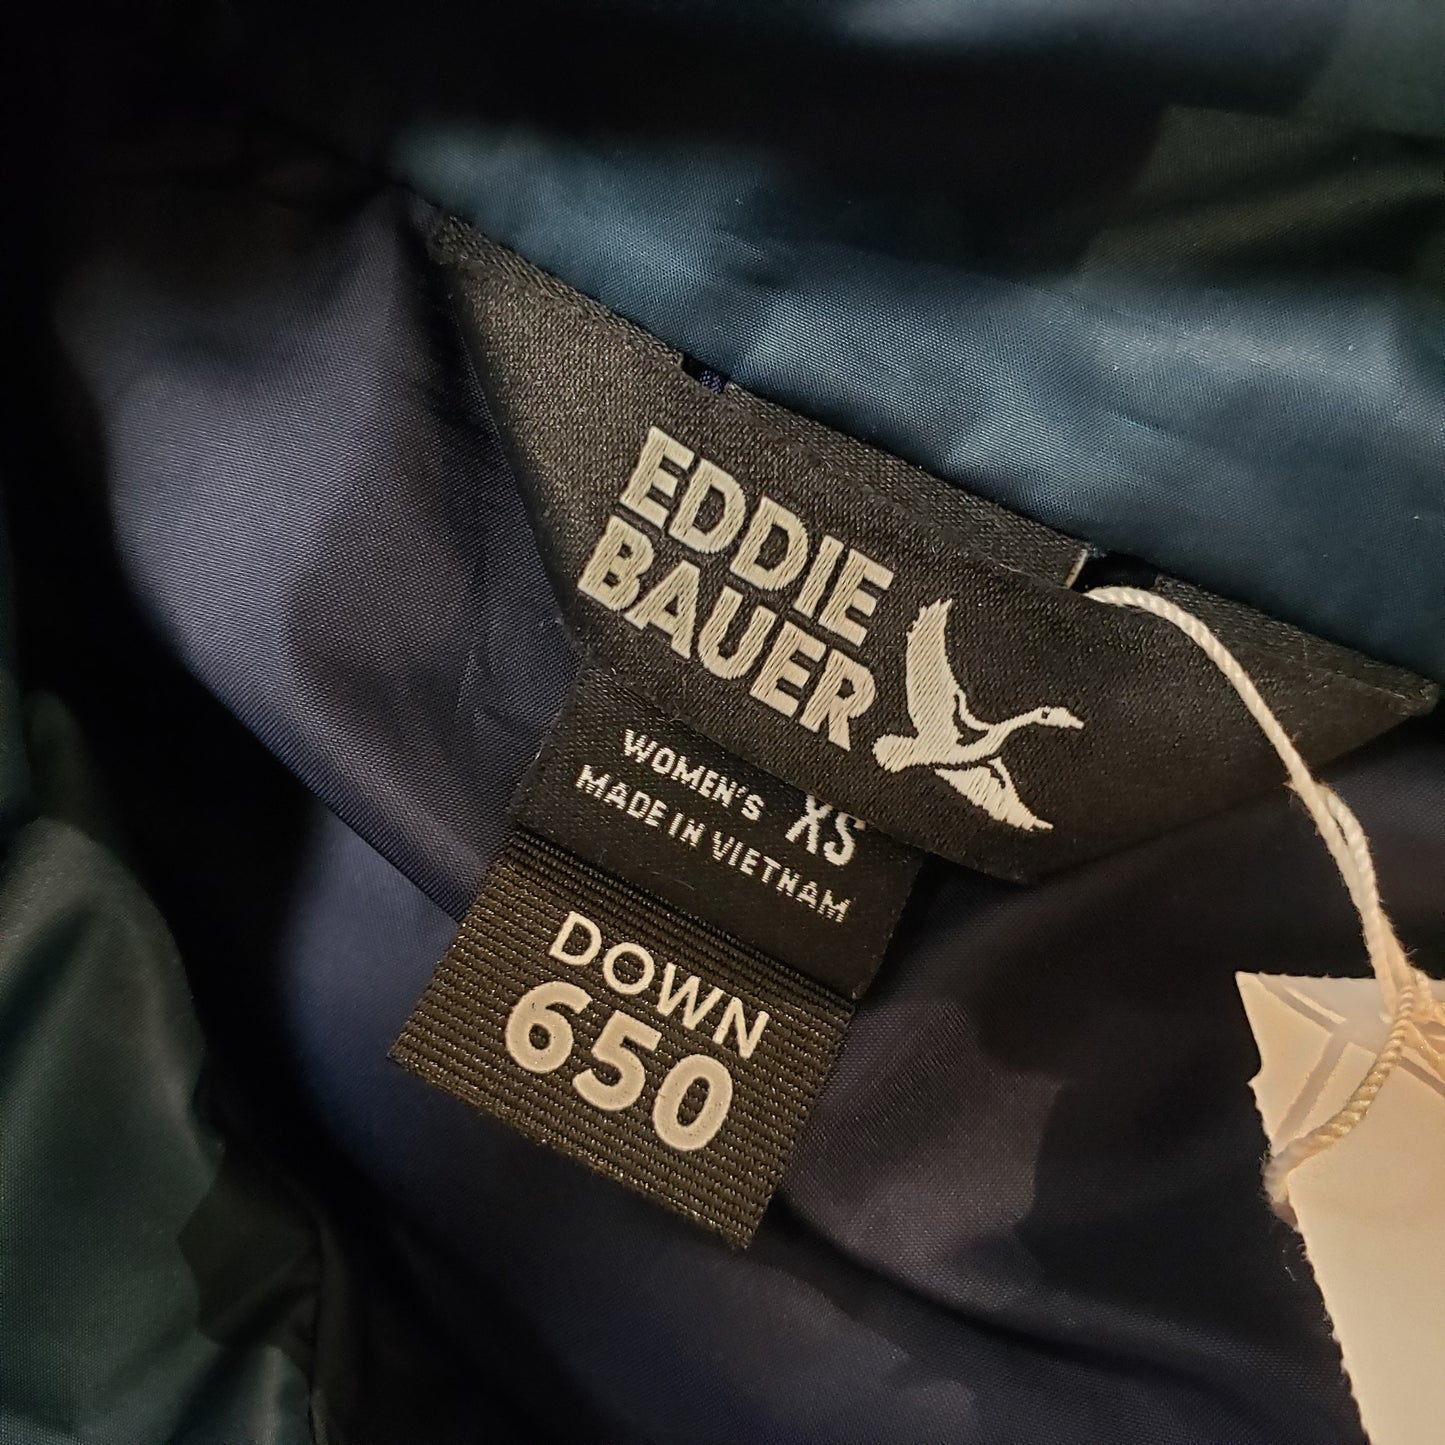 EDDIE
BAUER
WOMEN'S XS
MADE IN VIETNAM
DOWN
650